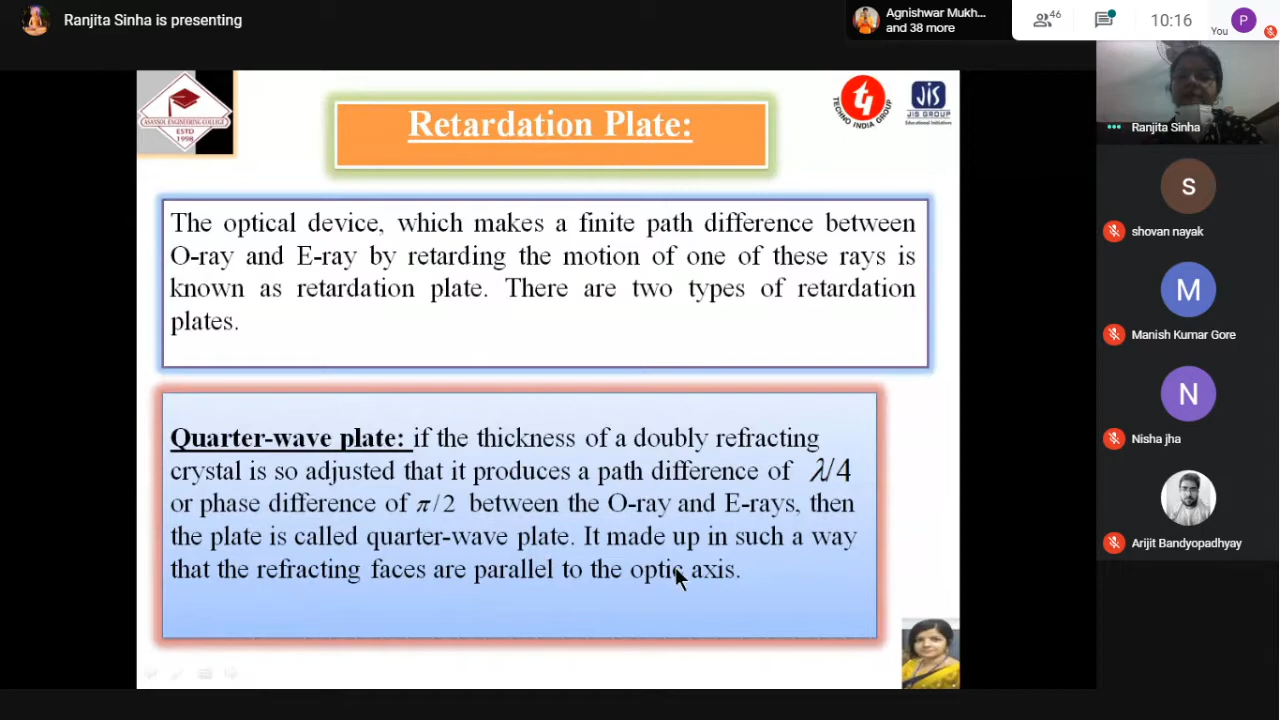 Ranjita Sinha is presenting
Agnishwar Mukh...
and 38 more
46
10:16
You
P
ASANSOL ENGINEERING COLLEGE
ESTD
1998
Retardation Plate:
TECHNO INDIA GROUP
JIS
JIS GROUP
Educational Initiatives
Ranjita Sinha
The optical device, which makes a finite path difference between
O-ray and E-ray by retarding the motion of one of these rays is
known as retardation plate. There are two types of retardation
plates.
Quarter-wave plate: if the thickness of a doubly refracting
crystal is so adjusted that it produces a path difference of λ/4
or phase difference of π/2 between the O-ray and E-rays, then
the plate is called quarter-wave plate. It made up in such a way
that the refracting faces are parallel to the optic axis.
S
shovan nayak
M
Manish Kumar Gore
N
Nisha jha
Arijit Bandyopadhyay